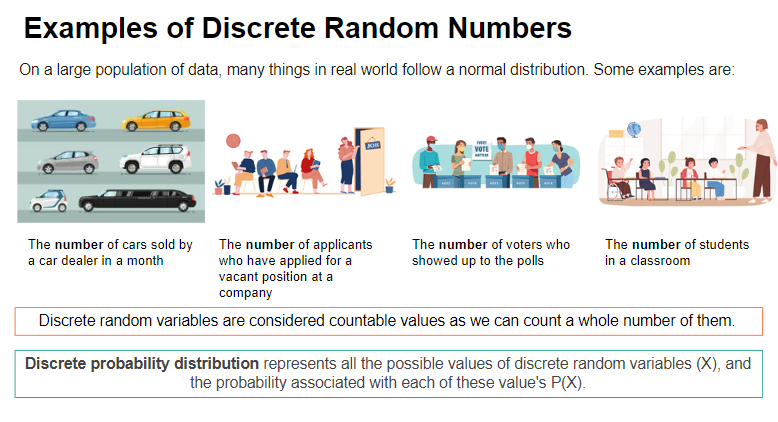 Examples of Discrete Random Numbers
On a large population of data, many things in real world follow a normal distribution. Some examples are:
JOB
VOTE
The number of cars sold by
a car dealer in a month
The number of applicants
who have applied for a
vacant position at a
company
The number of voters who
showed up to the polls
The number of students
in a classroom
Discrete random variables are considered countable values as we can count a whole number of them.
Discrete probability distribution represents all the possible values of discrete random variables (X), and
the probability associated with each of these value's P(X).